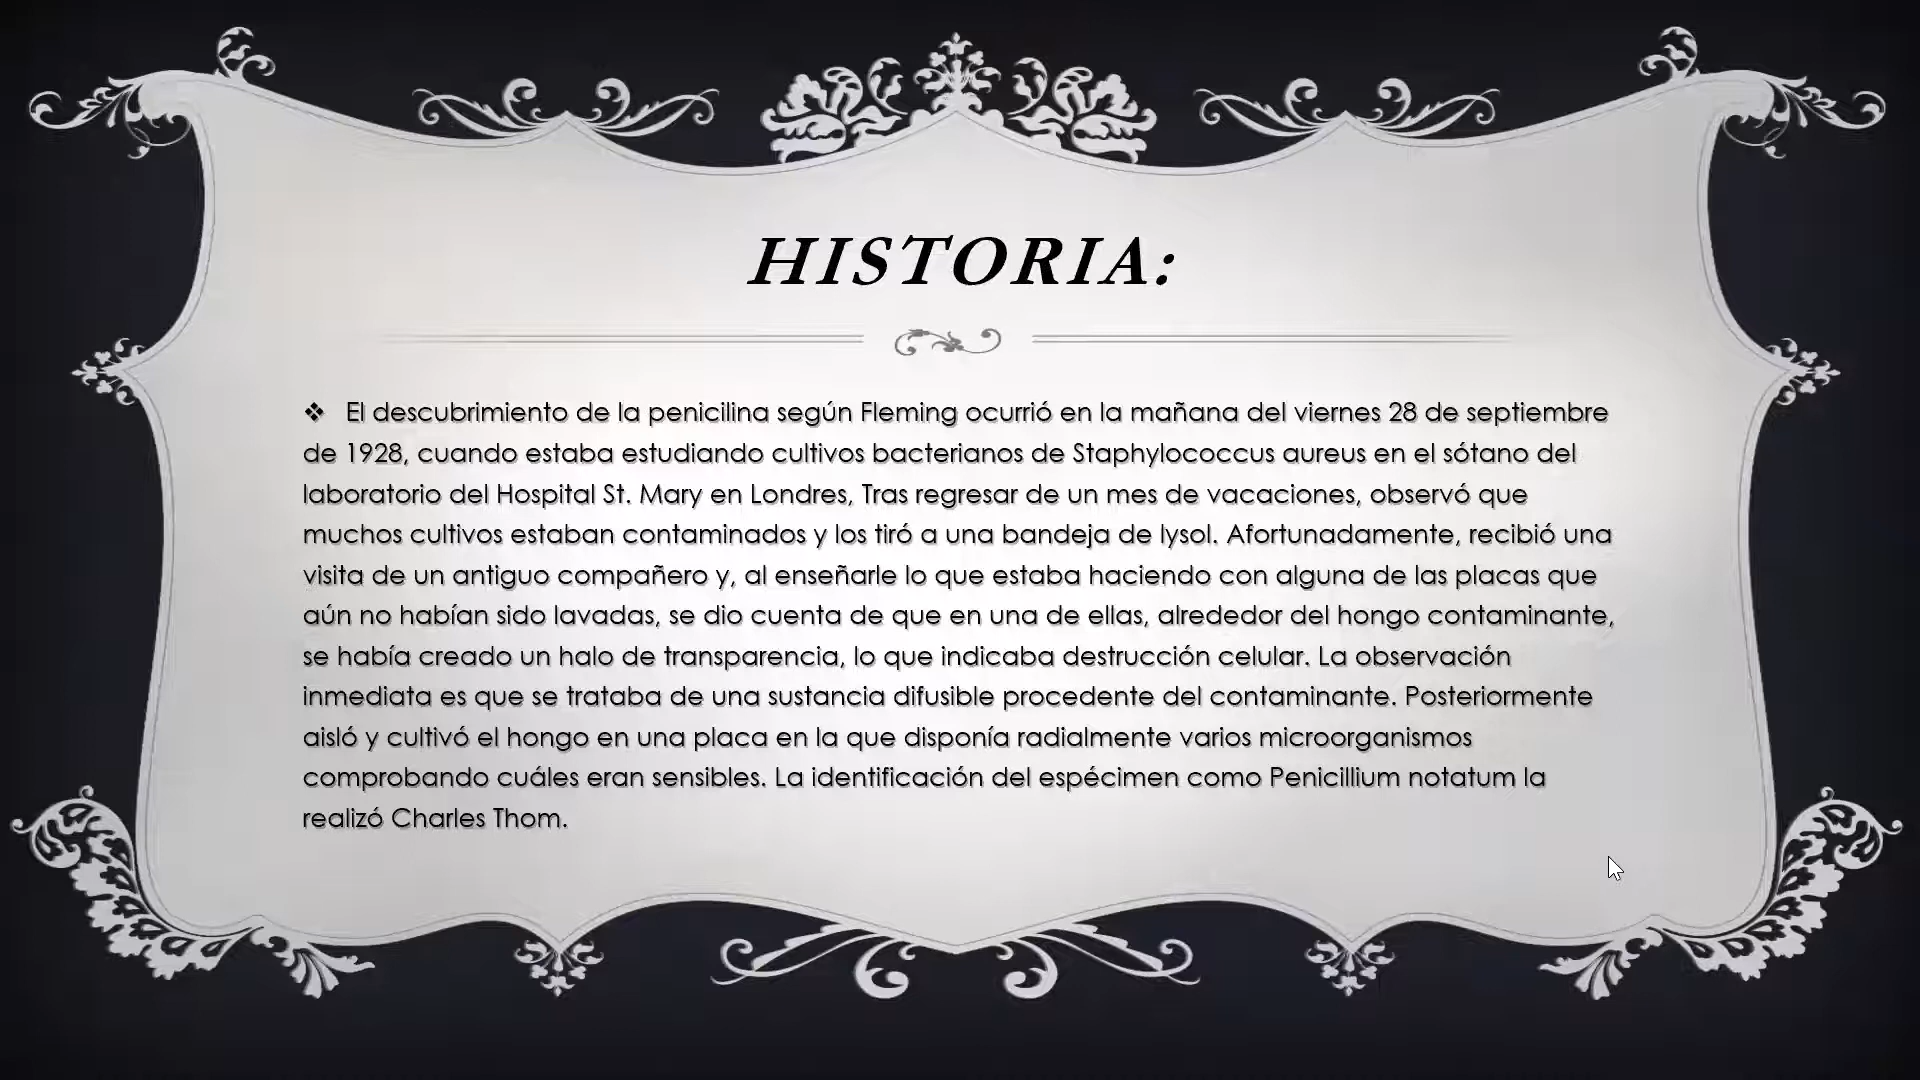 HISTORIA:
❖ El descubrimiento de la penicilina según Fleming ocurrió en la mañana del viernes 28 de septiembre
de 1928, cuando estaba estudiando cultivos bacterianos de Staphylococcus aureus en el sótano del
laboratorio del Hospital St. Mary en Londres, Tras regresar de un mes de vacaciones, observó que
muchos cultivos estaban contaminados y los tiró a una bandeja de lysol. Afortunadamente, recibió una
visita de un antiguo compañero y, al enseñarle lo que estaba haciendo con alguna de las placas que
aún no habían sido lavadas, se dio cuenta de que en una de ellas, alrededor del hongo contaminante,
se había creado un halo de transparencia, lo que indicaba destrucción celular. La observación
inmediata es que se trataba de una sustancia difusible procedente del contaminante. Posteriormente
aisló y cultivó el hongo en una placa en la que disponía radialmente varios microorganismos
comprobando cuáles eran sensibles. La identificación del espécimen como Penicillium notatum la
realizó Charles Thom.